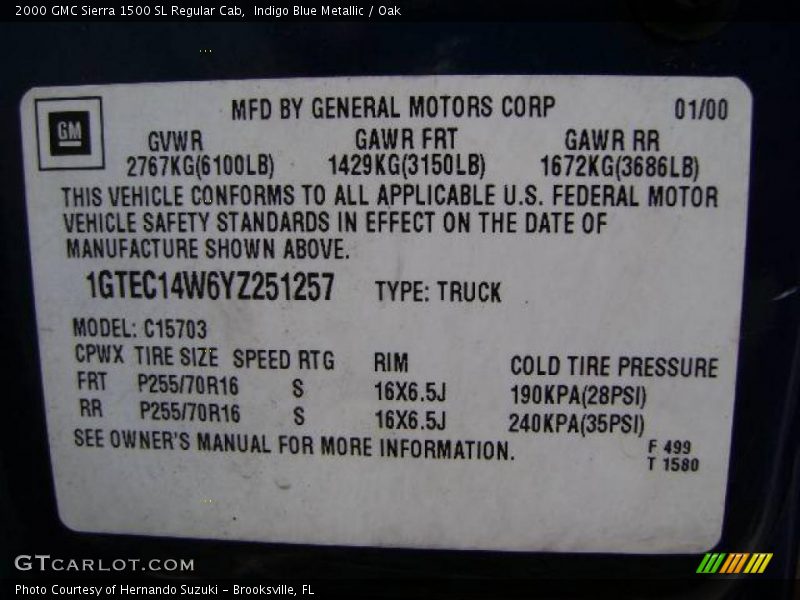 2000 GMC Sierra 1500 SL Regular Cab,  Indigo Blue Metallic / Oak
MFD BY GENERAL MOTORS CORP 01/00
GM
GVWR GAWR FRT GAWR RR
2767KG(6100LB) 1429KG(3150LB) 1672KG(3686LB)
THIS VEHICLE CONFORMS TO ALL APPLICABLE U.S. FEDERAL MOTOR
VEHICLE SAFETY STANDARDS IN EFFECT ON THE DATE OF
MANUFACTURE SHOWN ABOVE.
1GTEC14W6YZ251257 TYPE: TRUCK
MODEL: C15703
CPWX TIRE SIZE SPEED RTG RIM COLD TIRE PRESSURE
FRT P255/70R16 S 16X6.5J 190KPA(28PSI)
RR P255/70R16 S 16X6.5J 240KPA(35PSI)
SEE OWNER'S MANUAL FOR MORE INFORMATION.
F 499
T 1580
GTCARLOT.COM
Photo Courtesy of Hernando Suzuki – Brooksville, FL